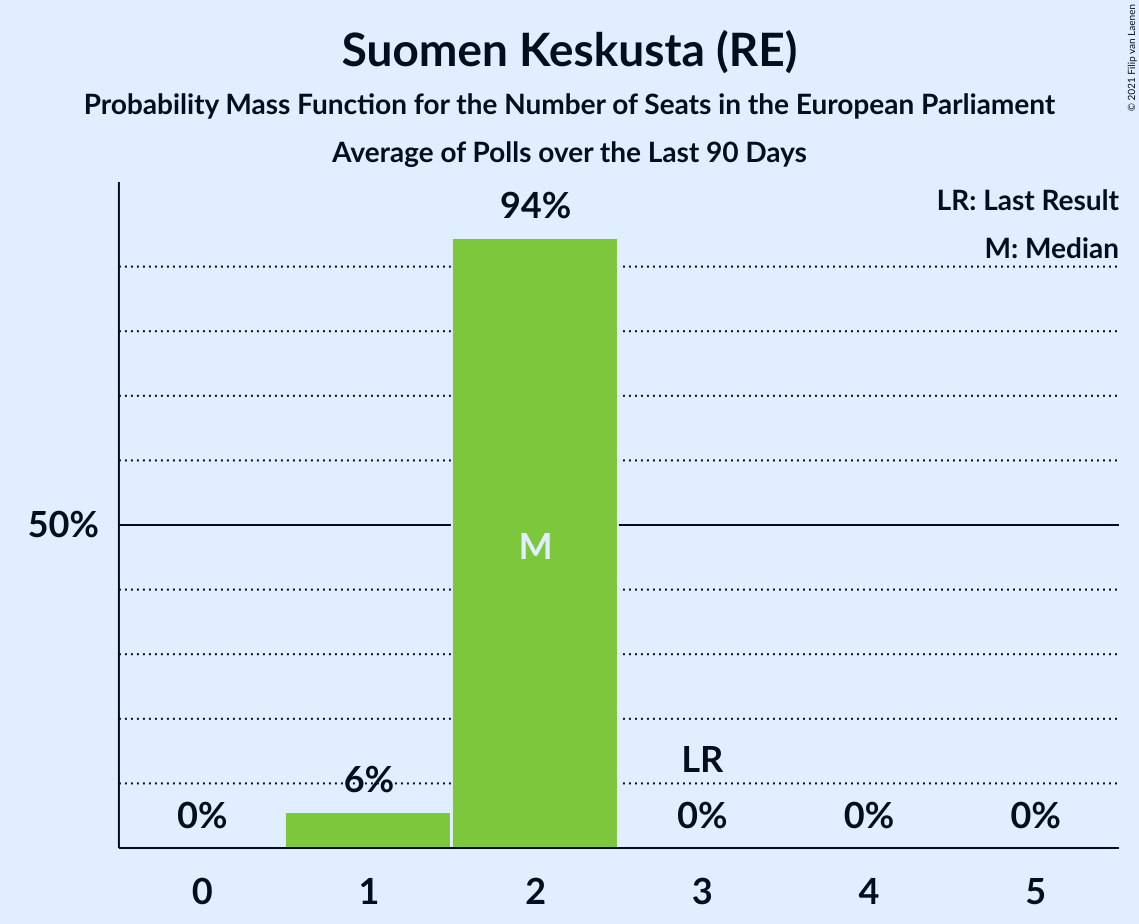 Suomen Keskusta (RE)
Probability Mass Function for the Number of Seats in the European Parliament
Average of Polls over the Last 90 Days
© 2021 Filip van Laenen
LR: Last Result
M: Median
94%
50%
M
LR
6%
0%
0%
0%
0%
0 1 2 3 4 5